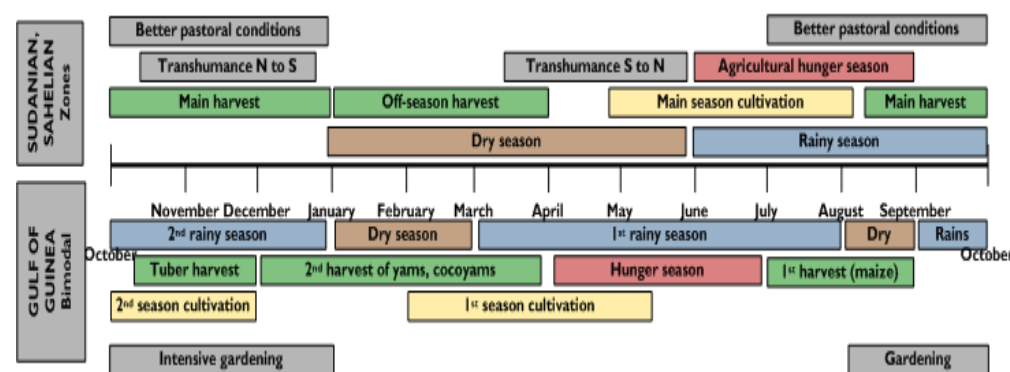 SUDANIAN,
SAHELIAN
Zones
Better pastoral conditions
Better pastoral conditions
Transhumance N to S
Transhumance S to N
Agricultural hunger season
Main harvest
Off-season harvest
Main season cultivation
Main harvest
Dry season
Rainy season
October
November
December
January
February
March
April
May
June
July
August
September
October
GULF OF
GUINEA
Bimodal
2nd rainy season
Dry season
1st rainy season
Dry
Rains
Tuber harvest
2nd harvest of yams, cocoyams
Hunger season
1st harvest (maize)
2nd season cultivation
1st season cultivation
Intensive gardening
Gardening